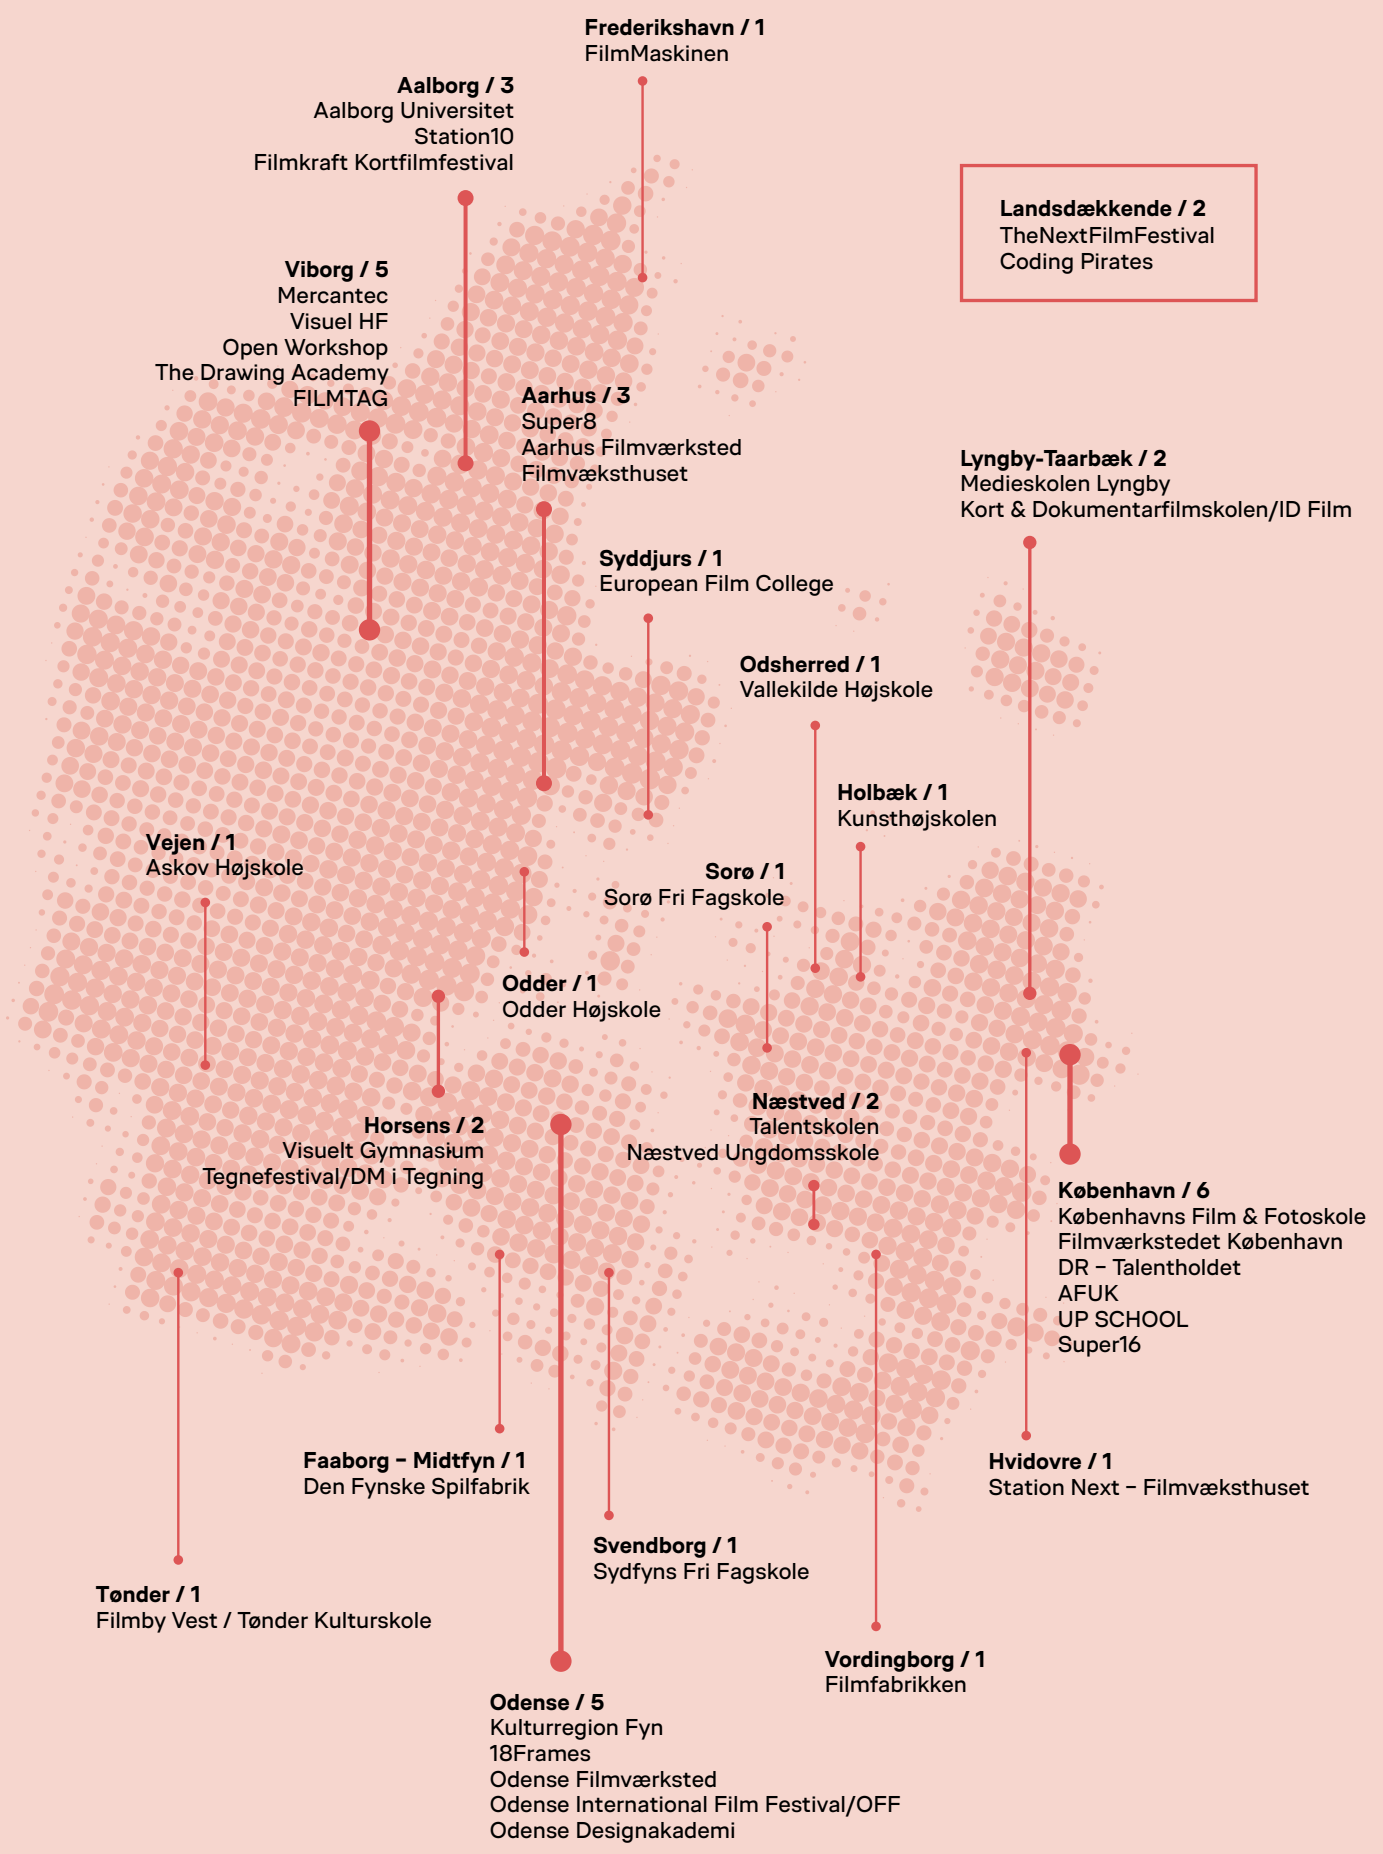 Frederikshavn / 1
FilmMaskinen
Aalborg / 3
Aalborg Universitet
Station10
Filmkraft Kortfilmfestival
Landsdækkende / 2
TheNextFilmFestival
Coding Pirates
Viborg / 5
Mercantec
Visuel HF
Open Workshop
The Drawing Academy
FILMTAG
Aarhus / 3
Super8
Aarhus Filmværksted
Filmvæksthuset
Lyngby-Taarbæk / 2
Medieskolen Lyngby
Kort & Dokumentarfilmskolen/ID Film
Syddjurs / 1
European Film College
Odsherred / 1
Vallekilde Højskole
Holbæk / 1
Kunsthøjskolen
Vejen / 1
Askov Højskole
Sorø / 1
Sorø Fri Fagskole
Odder / 1
Odder Højskole
Næstved / 2
Talentskolen
Næstved Ungdomsskole
Horsens / 2
Visuelt Gymnasium
Tegnefestival/DM i Tegning
København / 6
Københavns Film & Fotoskole
Filmværkstedet København
DR – Talentholdet
AFUK
UP SCHOOL
Super16
Faaborg – Midtfyn / 1
Den Fynske Spilfabrik
Hvidovre / 1
Station Next – Filmvæksthuset
Svendborg / 1
Sydfyns Fri Fagskole
Tønder / 1
Filmby Vest / Tønder Kulturskole
Vordingborg / 1
Filmfabrikken
Odense / 5
Kulturregion Fyn
18Frames
Odense Filmværksted
Odense International Film Festival/OFF
Odense Designakademi